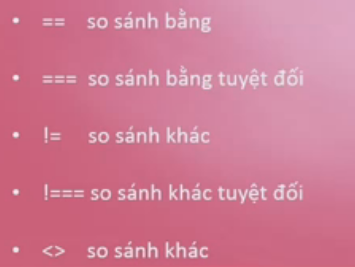 • == so sánh bằng
• === so sánh bằng tuyệt đối
• != so sánh khác
• !=== so sánh khác tuyệt đối
• <> so sánh khác